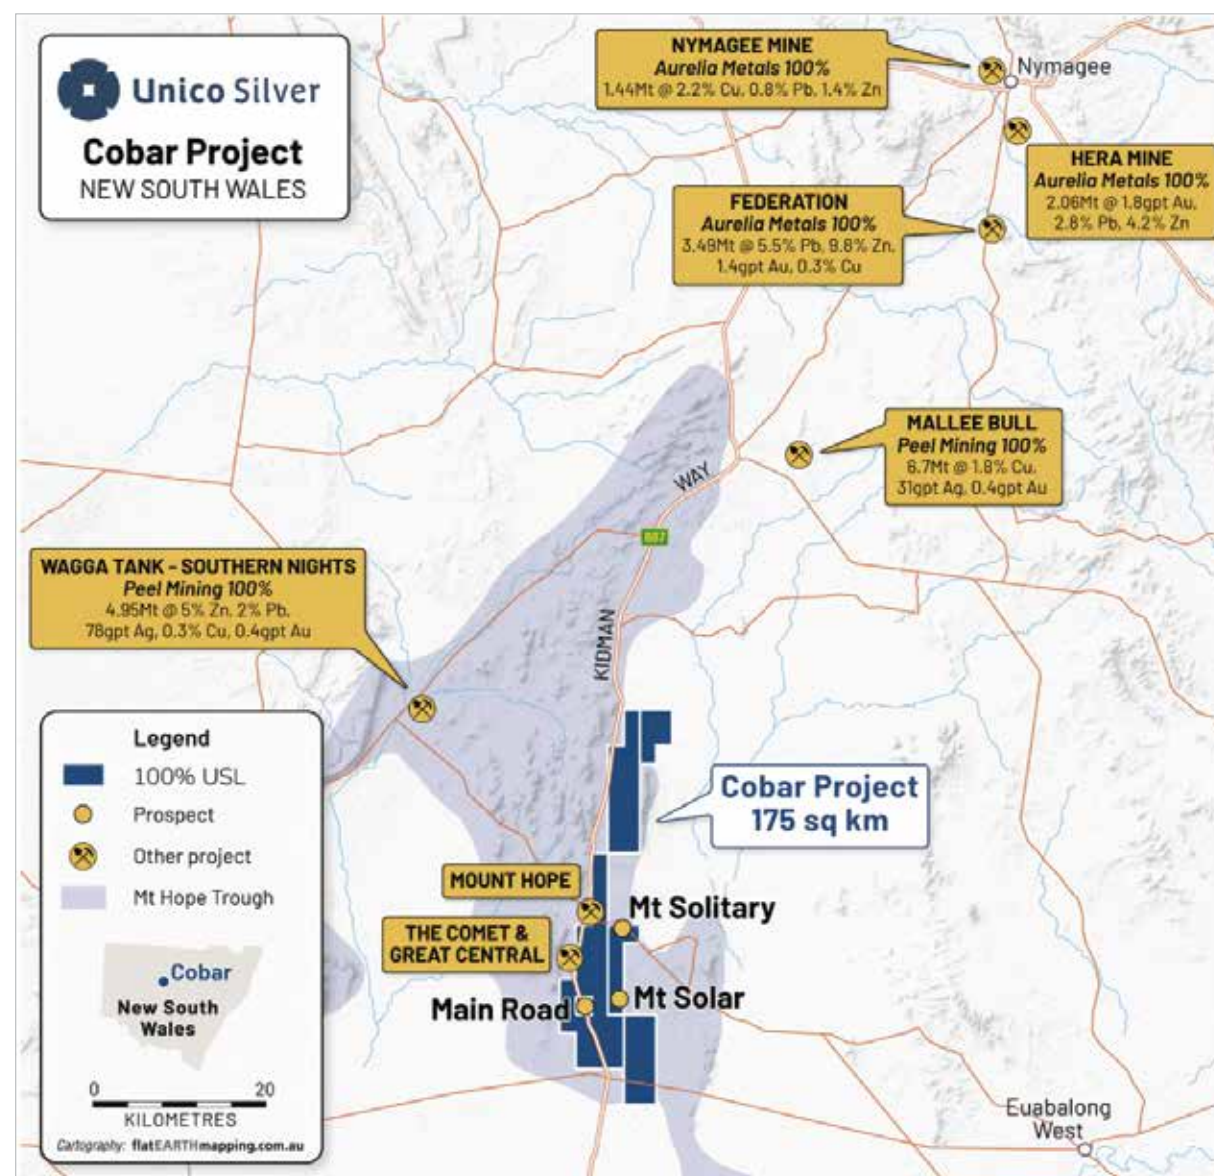 Unico Silver
Cobar Project
NEW SOUTH WALES
NYMAGEE MINE
Aurelia Metals 100%
1.44Mt @ 2.2% Cu, 0.8% Pb, 1.4% Zn
Nymagee
HERA MINE
Aurelia Metals 100%
2.06Mt @ 1.8gpt Au,
2.8% Pb, 4.2% Zn
FEDERATION
Aurelia Metals 100%
3.49Mt @ 5.5% Pb, 9.8% Zn,
1.4gpt Au, 0.3% Cu
MALLEE BULL
Peel Mining 100%
6.7Mt @ 1.8% Cu,
31gpt Ag, 0.4gpt Au
WAY
KIDMAN
B87
WAGGA TANK - SOUTHERN NIGHTS
Peel Mining 100%
4.95Mt @ 5% Zn, 2% Pb,
78gpt Ag, 0.3% Cu, 0.4gpt Au
Cobar Project
175 sq km
MOUNT HOPE
Mt Solitary
THE COMET &
GREAT CENTRAL
Main Road
Mt Solar
Euabalong
West
Legend
100% USL
Prospect
Other project
Mt Hope Trough
Cobar
New South
Wales
0 20
KILOMETRES
Cartography: flatEARTHmapping.com.au